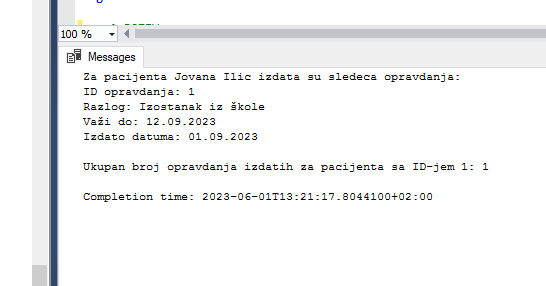 100 %
Messages
Za pacijenta Jovana Ilic izdata su sledeca opravdanja:
ID opravdanja: 1
Razlog: Izostanak iz škole
Važi do: 12.09.2023
Izdato datuma: 01.09.2023
Ukupan broj opravdanja izdatih za pacijenta sa ID-jem 1: 1
Completion time: 2023-06-01T13:21:17.8044100+02:00